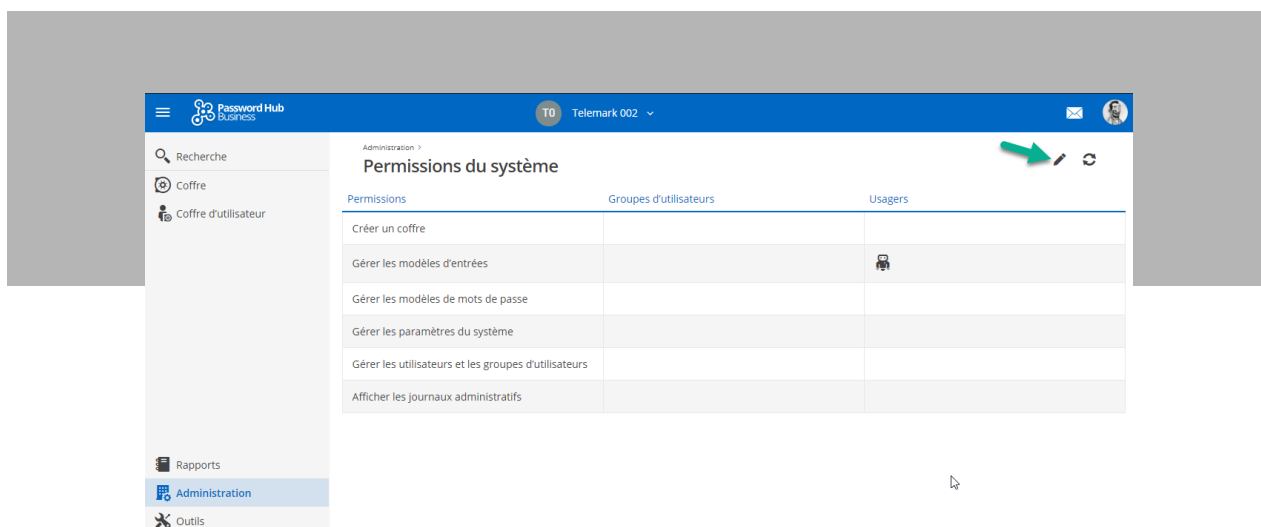 Password Hub
Business
T0 Telemark 002
Recherche
Coffre
Coffre d'utilisateur
Administration >
Permissions du système
Permissions Groupes d'utilisateurs Usagers
Créer un coffre
Gérer les modèles d'entrées
Gérer les modèles de mots de passe
Gérer les paramètres du système
Gérer les utilisateurs et les groupes d'utilisateurs
Afficher les journaux administratifs
Rapports
Administration
Outils